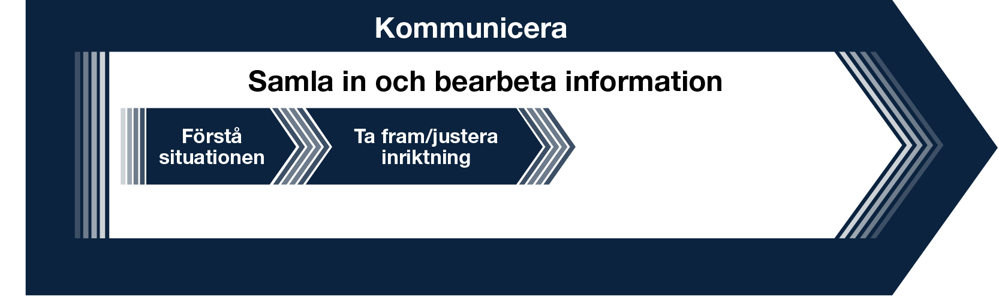 Kommunicera
Samla in och bearbeta information
Förstå
situationen
Ta fram/justera
inriktning